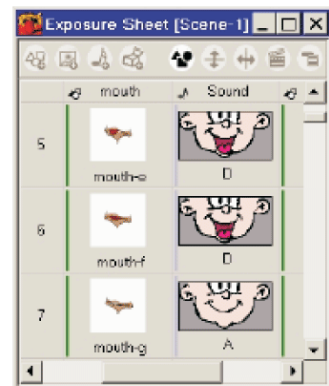 Exposure Sheet [Scene-1]
mouth Sound
5
mouth-e D
6
mouth-f D
7
mouth-g A